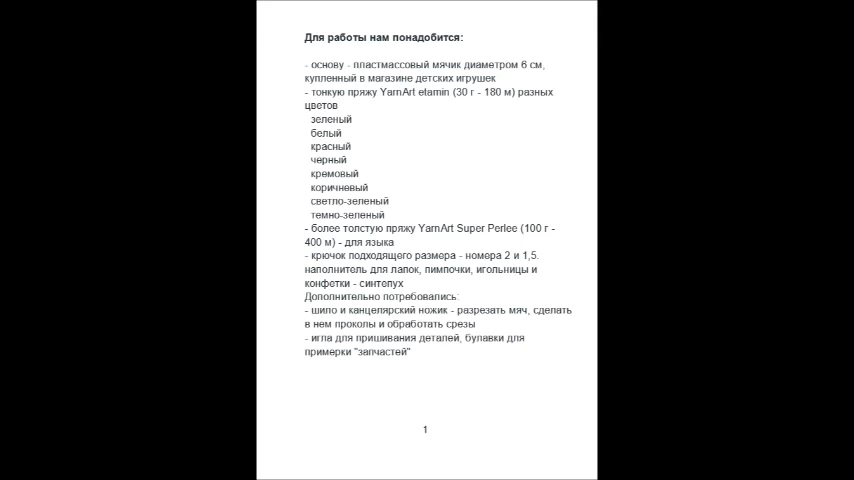 Для работы нам понадобится:
- основу - пластмассовый мячик диаметром 6 см,
купленный в магазине детских игрушек
- тонкую пряжу YarnArt etamin (30 г - 180 м) разных
цветов
зеленый
белый
красный
черный
кремовый
коричневый
светло-зеленый
темно-зеленый
- более толстую пряжу YarnArt Super Perlee (100 г -
400 м) - для языка
- крючок подходящего размера - номера 2 и 1,5.
наполнитель для лапок, пимпочки, игольницы и
конфетки - синтепух
Дополнительно потребовались:
- шило и канцелярский ножик - разрезать мяч, сделать
в нем проколы и обработать срезы
- игла для пришивания деталей, булавки для
примерки "запчастей"
1